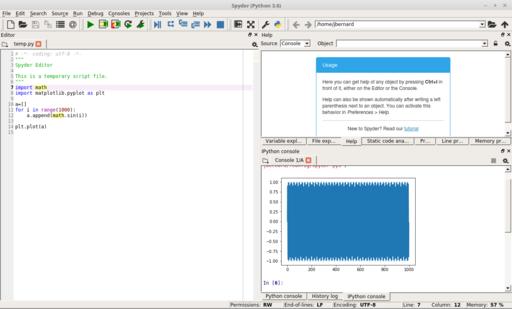 Spyder (Python 3.6)
File Edit Search Source Run Debug Consoles Projects Tools View Help
/home/jbernard
Editor
temp.py
1 # -*- coding: utf-8 -*-
2 """
3 Spyder Editor
4
5 This is a temporary script file.
6 """
7 import math
8 import matplotlib.pyplot as plt
9
10 a=[]
11 for i in range(1000):
12 a.append(math.sin(i))
13
14 plt.plot(a)
15
Help
Source Console Object
Usage
Here you can get help of any object by pressing Ctrl+I in
front of it, either on the Editor or the Console.
Help can also be shown automatically after writing a left
parenthesis next to an object. You can activate this
behavior in Preferences > Help.
New to Spyder? Read our tutorial
Variable expl... File exp... Help Static code ana... Pr... Line pr... Memory pr...
IPython console
Console 1/A
1.00
0.75
0.50
0.25
0.00
−0.25
−0.50
−0.75
−1.00
0 200 400 600 800 1000
In [6]:
Python console History log IPython console
Permissions: RW End-of-lines: LF Encoding: UTF-8 Line: 7 Column: 12 Memory: 57 %